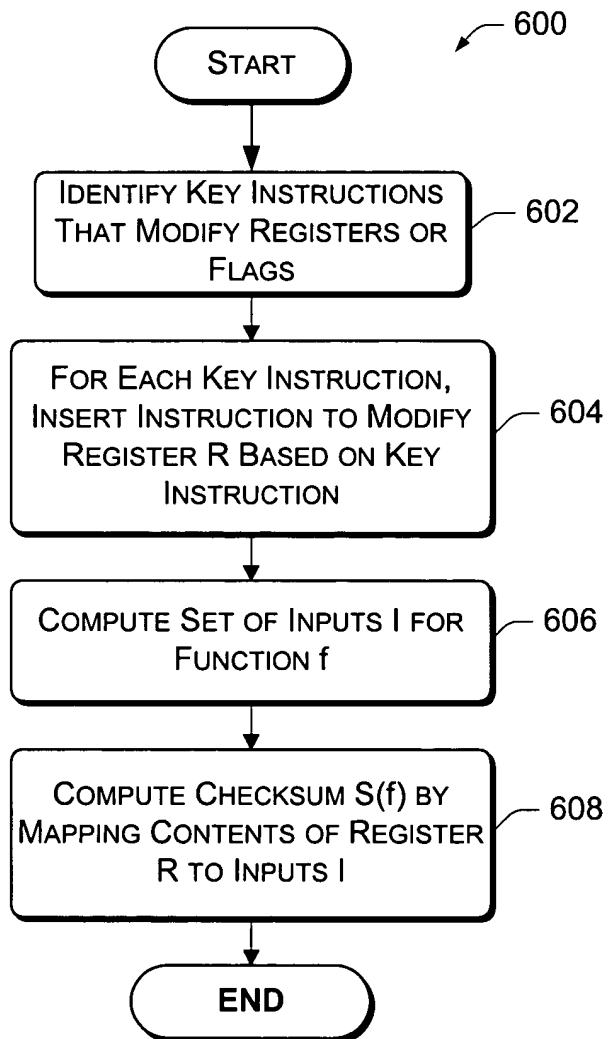 600
START
IDENTIFY KEY INSTRUCTIONS
THAT MODIFY REGISTERS OR
FLAGS
602
FOR EACH KEY INSTRUCTION,
INSERT INSTRUCTION TO MODIFY
REGISTER R BASED ON KEY
INSTRUCTION
604
COMPUTE SET OF INPUTS I FOR
FUNCTION f
606
COMPUTE CHECKSUM S(f) BY
MAPPING CONTENTS OF REGISTER
R TO INPUTS I
608
END